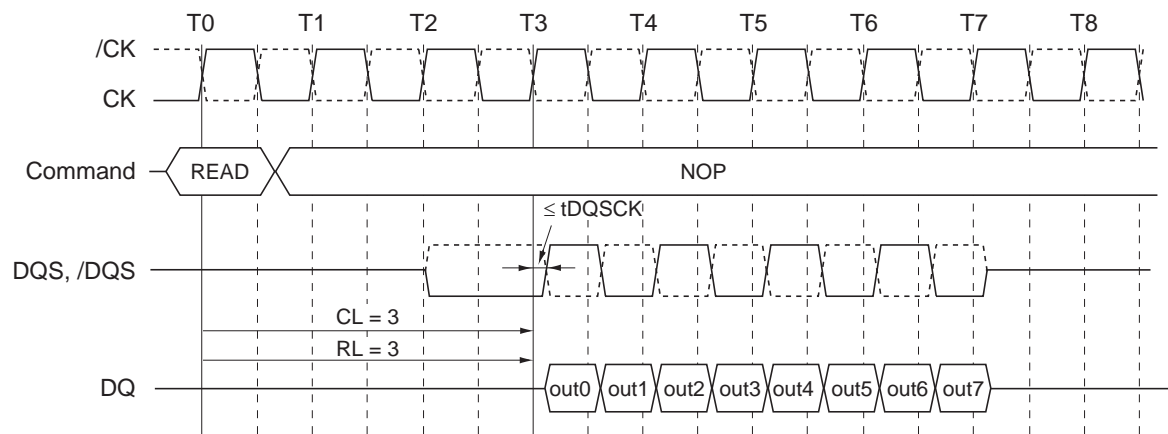 T0 T1 T2 T3 T4 T5 T6 T7 T8
/CK
CK
Command READ NOP
≤ tDQSCK
DQS, /DQS
CL = 3
RL = 3
DQ out0 out1 out2 out3 out4 out5 out6 out7